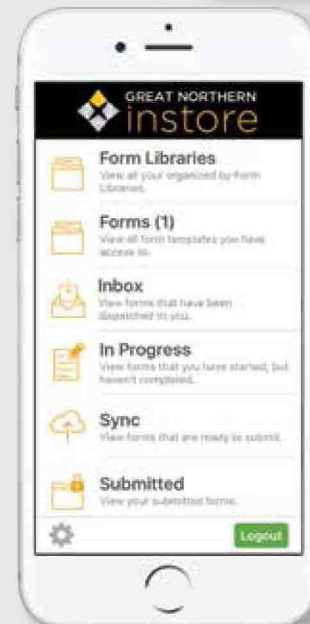 GREAT NORTHERN
instore
Form Libraries
View all your organized by Form
Libraries.
Forms (1)
View all form templates you have
access to.
Inbox
View forms that have been
dispatched to you.
In Progress
View forms that you have started, but
haven't completed.
Sync
View forms that are ready to submit.
Submitted
View your submitted forms.
Logout